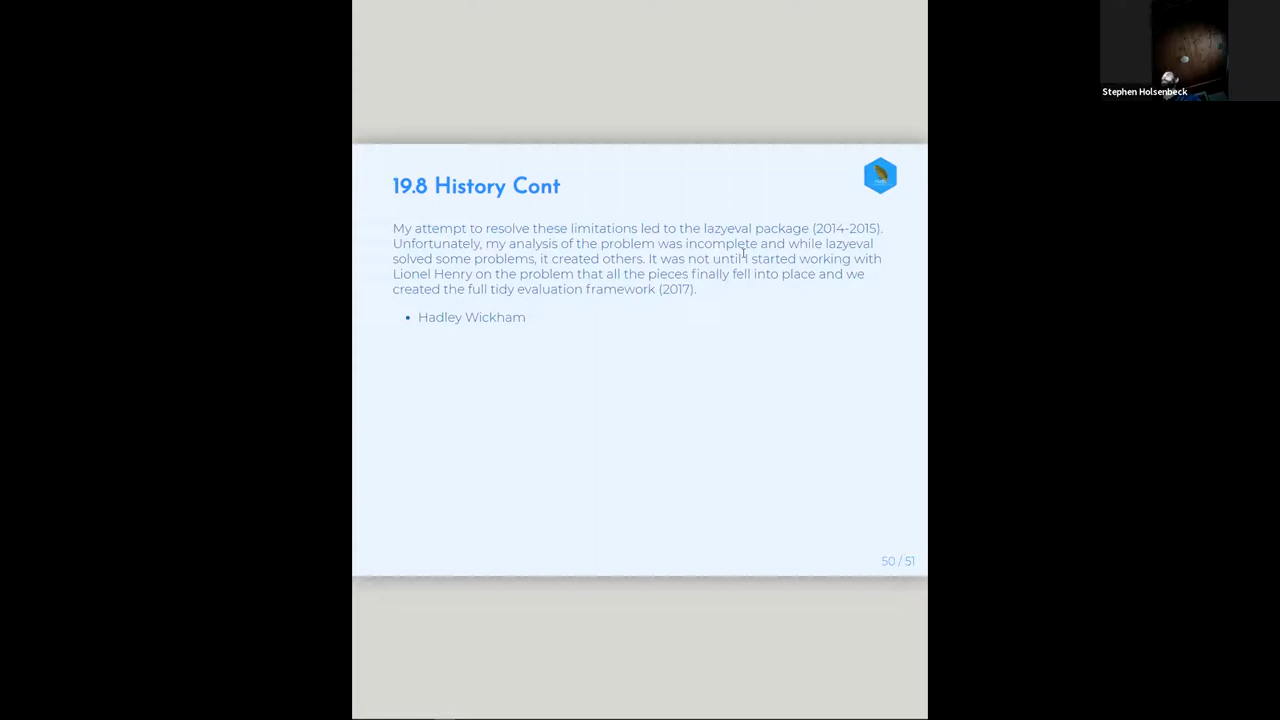 Stephen Holsenbeck
19.8 History Cont
My attempt to resolve these limitations led to the lazyeval package (2014-2015).
Unfortunately, my analysis of the problem was incomplete and while lazyeval
solved some problems, it created others. It was not until I started working with
Lionel Henry on the problem that all the pieces finally fell into place and we
created the full tidy evaluation framework (2017).
• Hadley Wickham
50 / 51